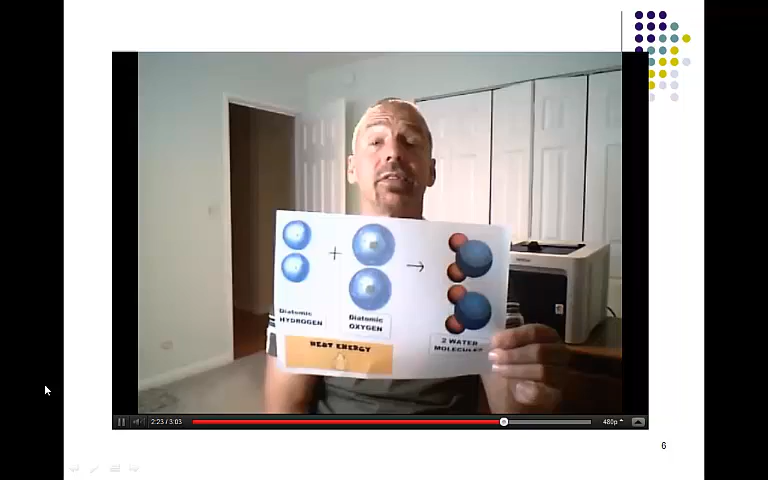 +
→
Diatomic
HYDROGEN
Diatomic
OXYGEN
2 WATER
MOLECULES
HEAT ENERGY
2:23 / 3:03
480p
6